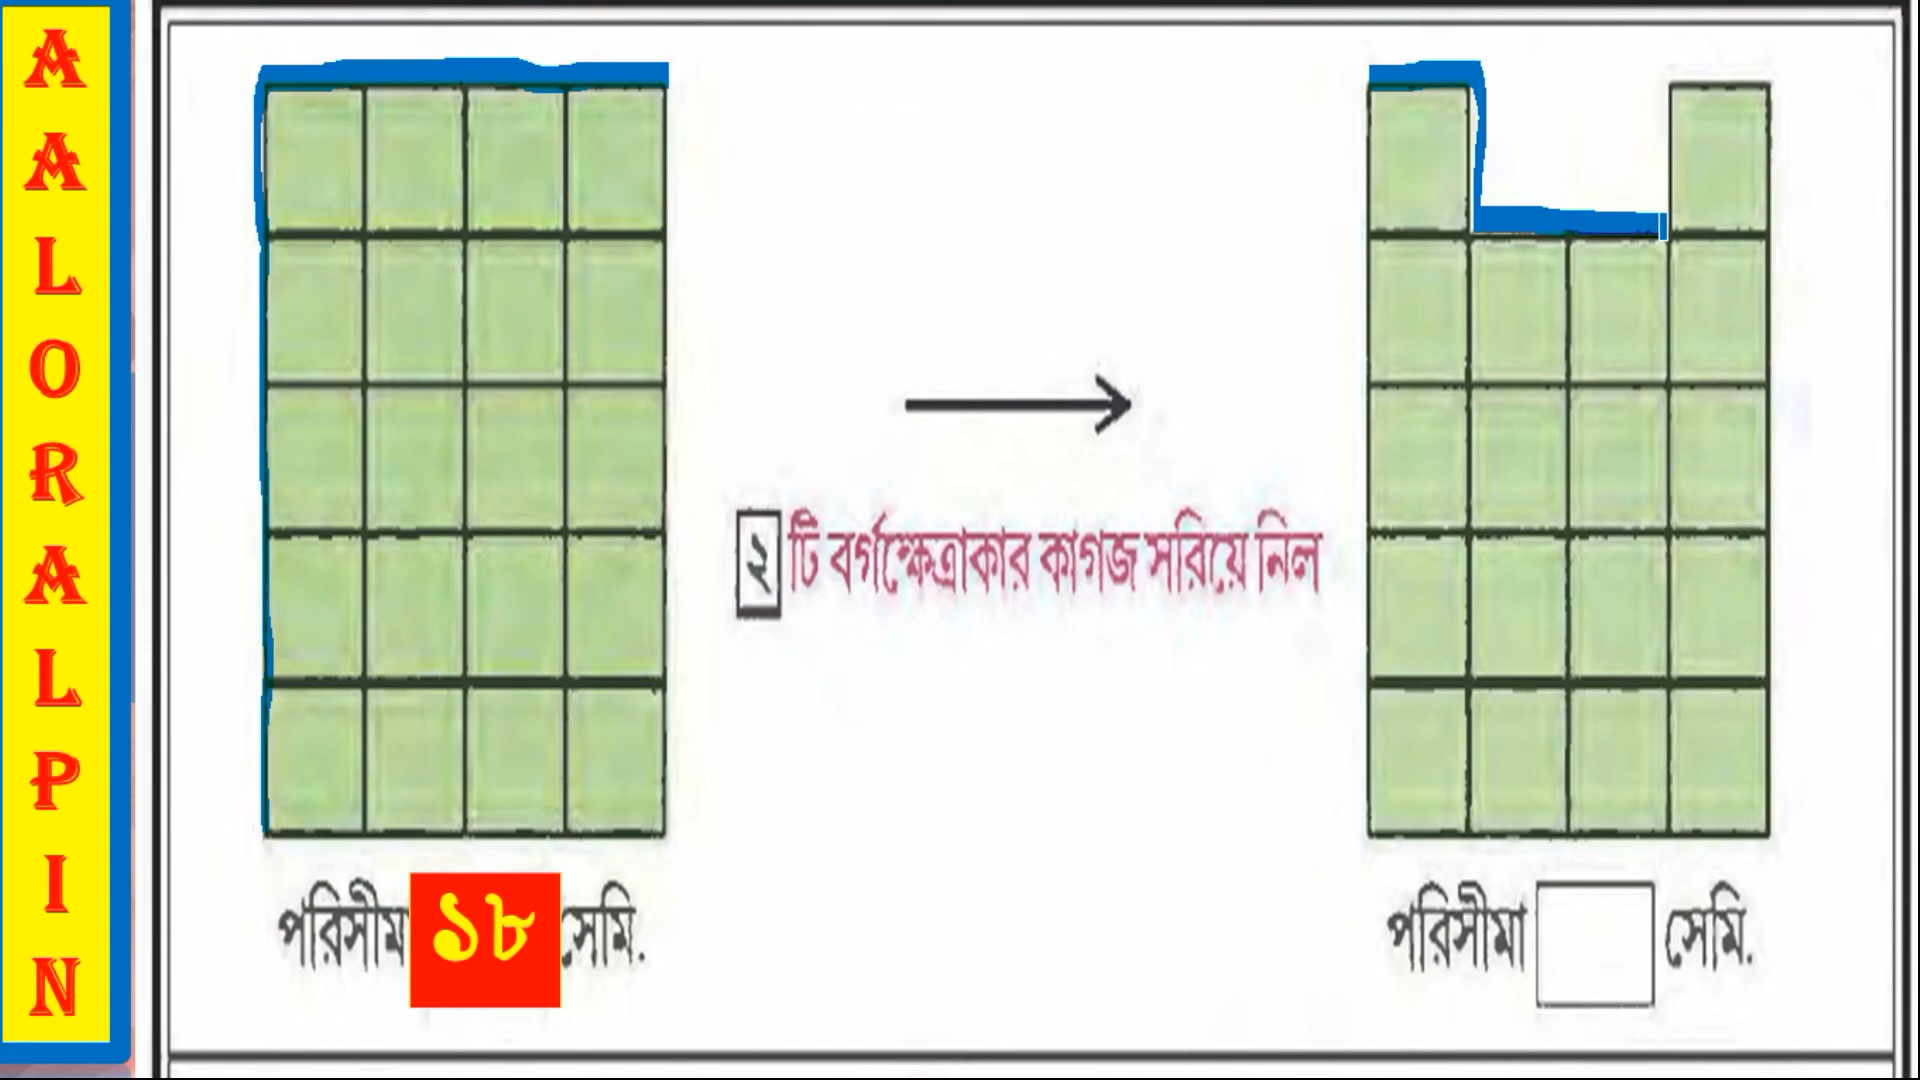 AALORALPIN
২ টি বর্গক্ষেত্রাকার কাগজ সরিয়ে নিল
পরিসীম ১৮ সেমি.
পরিসীমা সেমি.